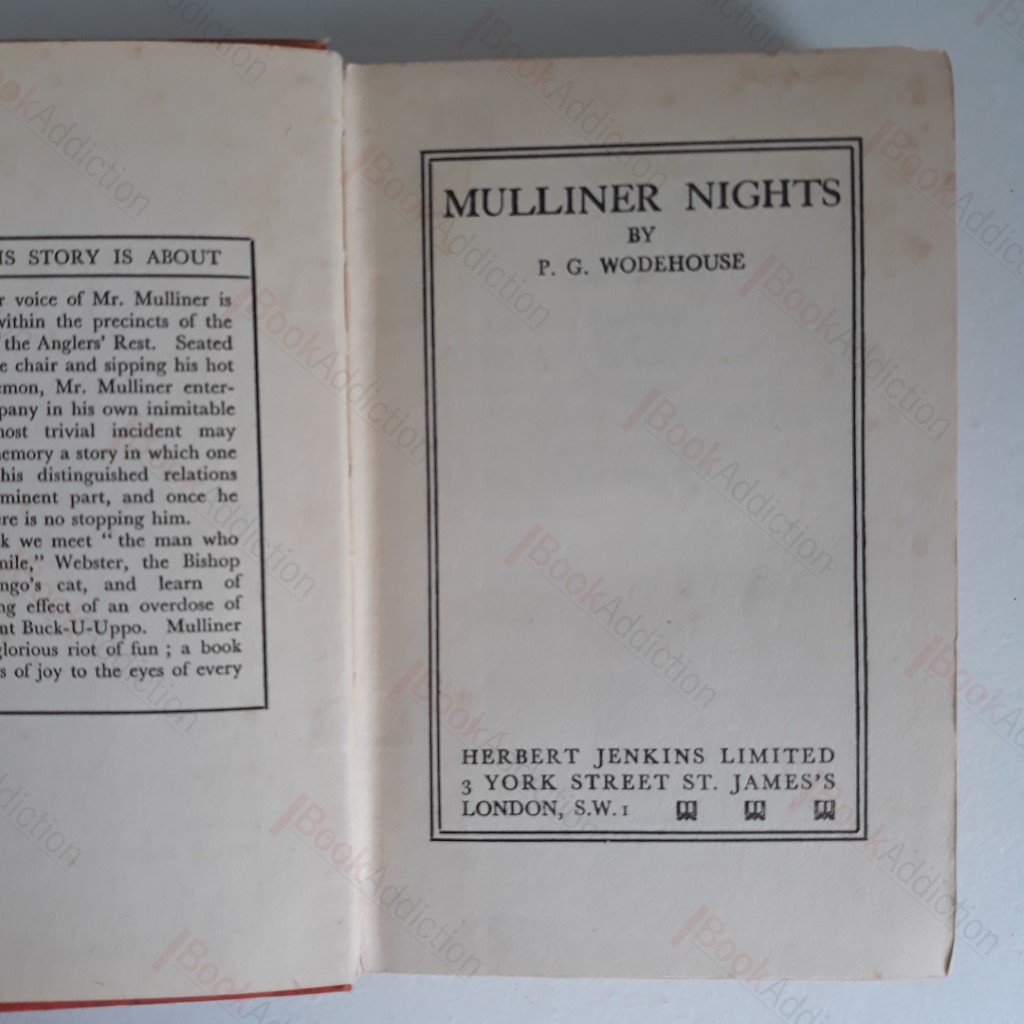 IS STORY IS ABOUT
r voice of Mr. Mulliner is
within the precincts of the
the Anglers' Rest. Seated
e chair and sipping his hot
emon, Mr. Mulliner enter-
pany in his own inimitable
nost trivial incident may
emory a story in which one
his distinguished relations
minent part, and once he
ere is no stopping him.
k we meet “ the man who
mile,” Webster, the Bishop
ngo's cat, and learn of
ng effect of an overdose of
nt Buck-U-Uppo. Mulliner
glorious riot of fun ; a book
s of joy to the eyes of every
MULLINER NIGHTS
BY
P. G. WODEHOUSE
HERBERT JENKINS LIMITED
3 YORK STREET ST. JAMES'S
LONDON, S.W.1
BookAddiction